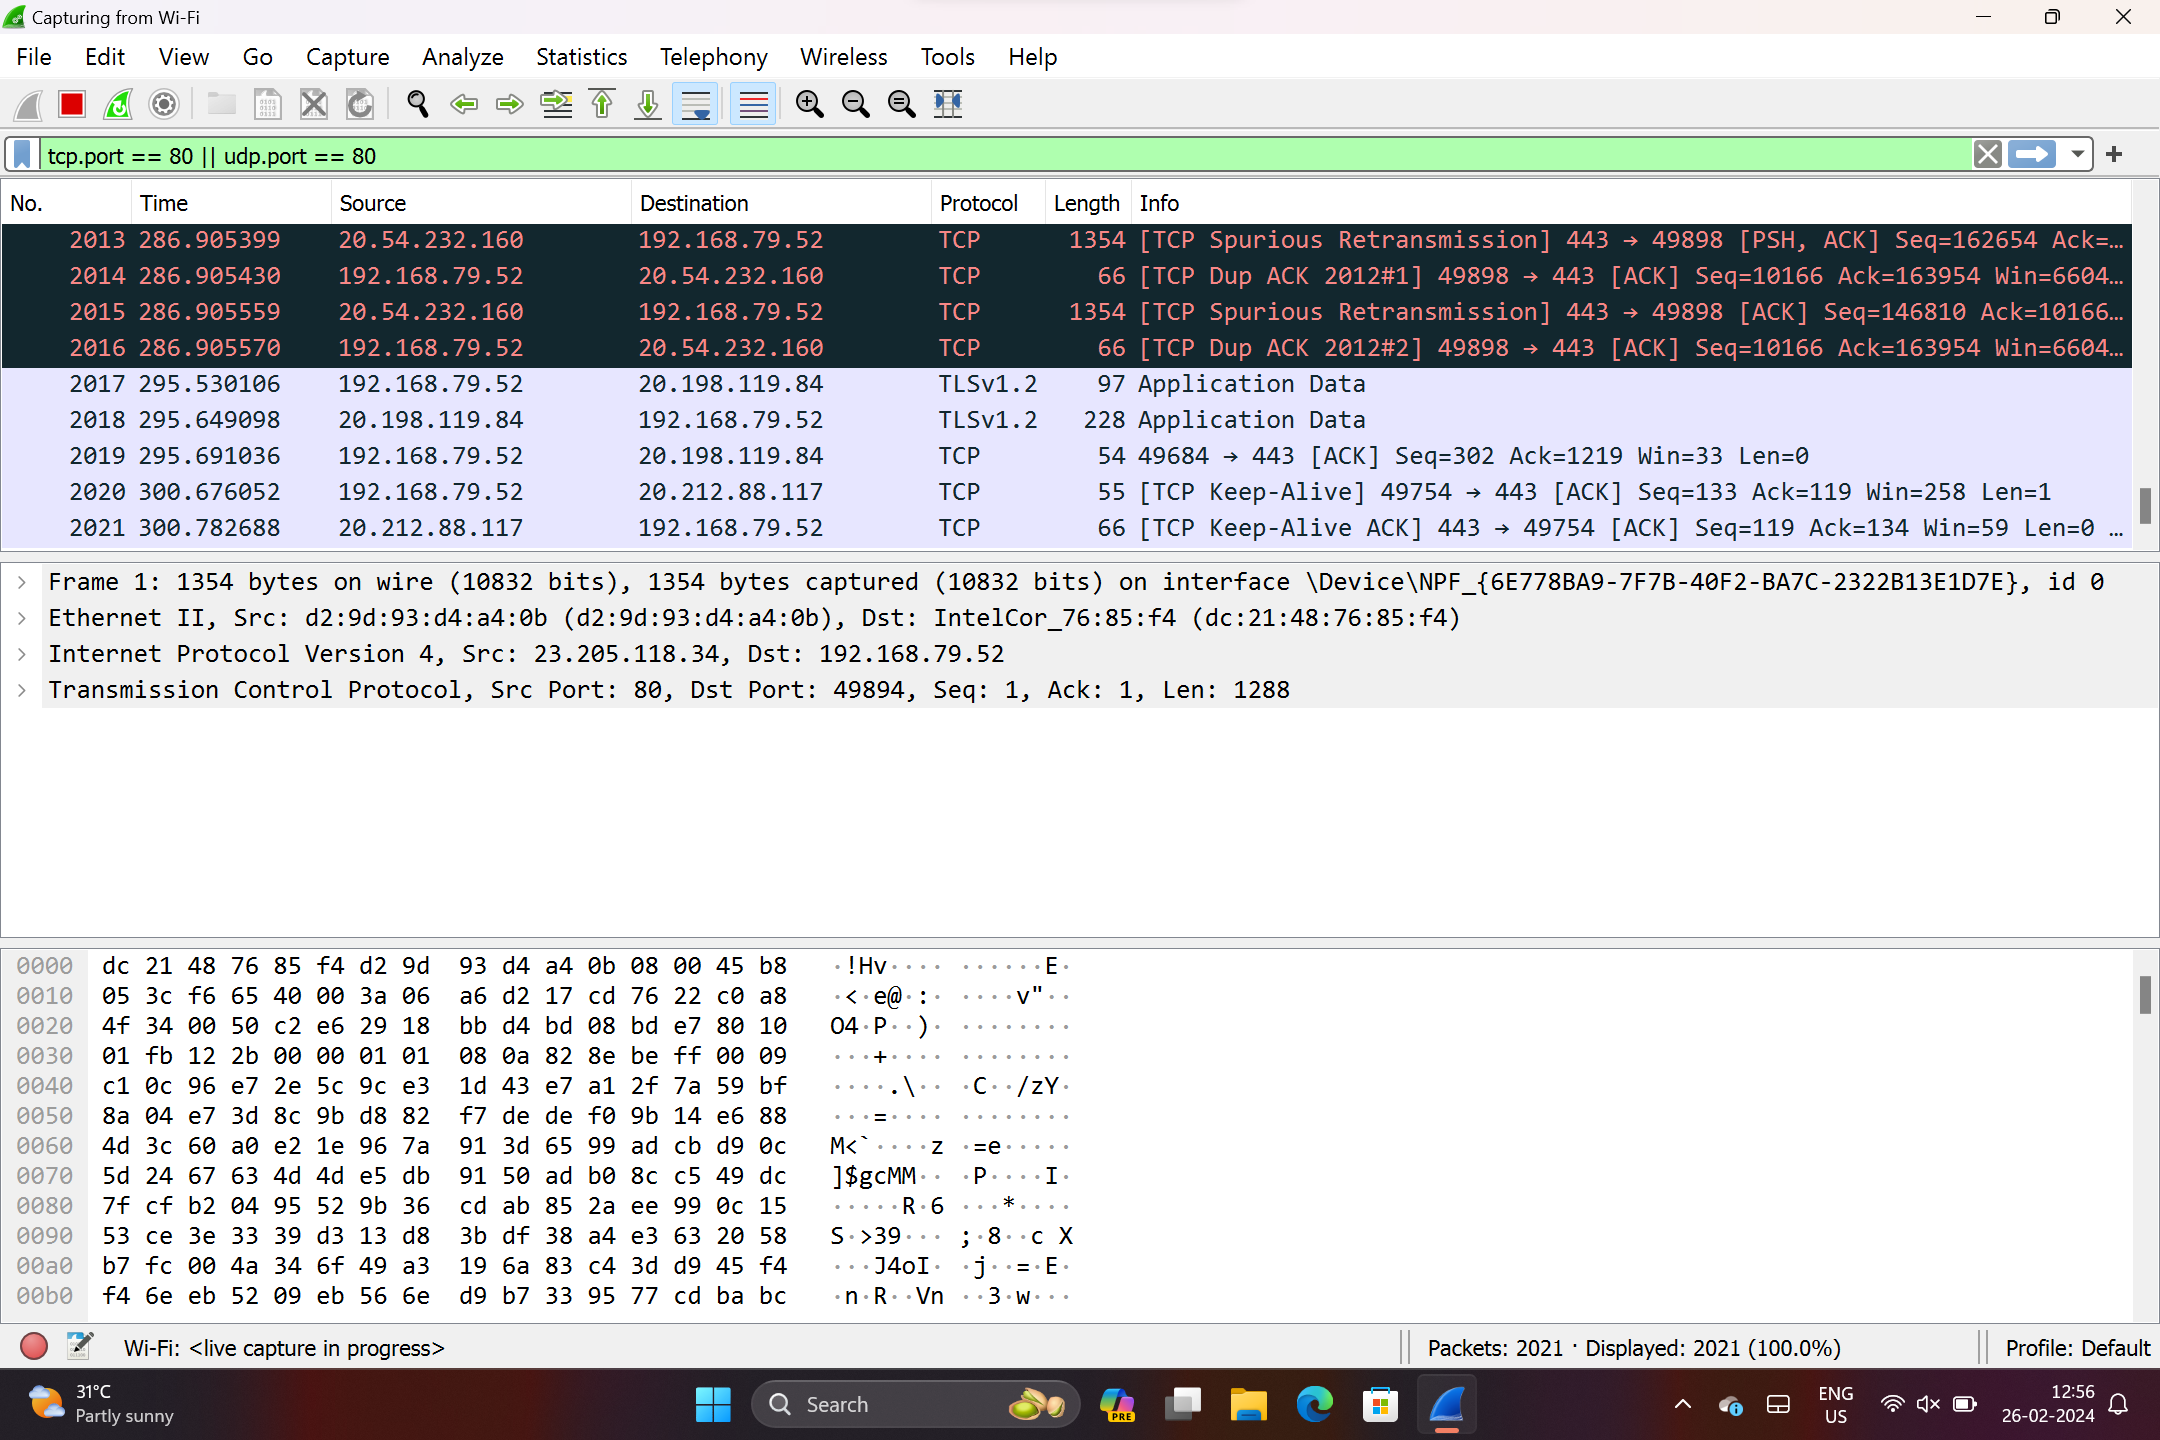 Capturing from Wi-Fi
File Edit View Go Capture Analyze Statistics Telephony Wireless Tools Help
tcp.port == 80 || udp.port == 80
No. Time Source Destination Protocol Length Info
2013 286.905399 20.54.232.160 192.168.79.52 TCP 1354 [TCP Spurious Retransmission] 443 → 49898 [PSH, ACK] Seq=162654 Ack=…
2014 286.905430 192.168.79.52 20.54.232.160 TCP 66 [TCP Dup ACK 2012#1] 49898 → 443 [ACK] Seq=10166 Ack=163954 Win=6604…
2015 286.905559 20.54.232.160 192.168.79.52 TCP 1354 [TCP Spurious Retransmission] 443 → 49898 [ACK] Seq=146810 Ack=10166…
2016 286.905570 192.168.79.52 20.54.232.160 TCP 66 [TCP Dup ACK 2012#2] 49898 → 443 [ACK] Seq=10166 Ack=163954 Win=6604…
2017 295.530106 192.168.79.52 20.198.119.84 TLSv1.2 97 Application Data
2018 295.649098 20.198.119.84 192.168.79.52 TLSv1.2 228 Application Data
2019 295.691036 192.168.79.52 20.198.119.84 TCP 54 49684 → 443 [ACK] Seq=302 Ack=1219 Win=33 Len=0
2020 300.676052 192.168.79.52 20.212.88.117 TCP 55 [TCP Keep-Alive] 49754 → 443 [ACK] Seq=133 Ack=119 Win=258 Len=1
2021 300.782688 20.212.88.117 192.168.79.52 TCP 66 [TCP Keep-Alive ACK] 443 → 49754 [ACK] Seq=119 Ack=134 Win=59 Len=0 …
Frame 1: 1354 bytes on wire (10832 bits), 1354 bytes captured (10832 bits) on interface \Device\NPF_{6E778BA9-7F7B-40F2-BA7C-2322B13E1D7E}, id 0
Ethernet II, Src: d2:9d:93:d4:a4:0b (d2:9d:93:d4:a4:0b), Dst: IntelCor_76:85:f4 (dc:21:48:76:85:f4)
Internet Protocol Version 4, Src: 23.205.118.34, Dst: 192.168.79.52
Transmission Control Protocol, Src Port: 80, Dst Port: 49894, Seq: 1, Ack: 1, Len: 1288
0000 dc 21 48 76 85 f4 d2 9d 93 d4 a4 0b 08 00 45 b8 ·!Hv···· ······E·
0010 05 3c f6 65 40 00 3a 06 a6 d2 17 cd 76 22 c0 a8 ·<·e@·:· ····v"··
0020 4f 34 00 50 c2 e6 29 18 bb d4 bd 08 bd e7 80 10 O4·P··)· ········
0030 01 fb 12 2b 00 00 01 01 08 0a 82 8e be ff 00 09 ···+···· ········
0040 c1 0c 96 e7 2e 5c 9c e3 1d 43 e7 a1 2f 7a 59 bf ····.\·· ·C··/zY·
0050 8a 04 e7 3d 8c 9b d8 82 f7 de de f0 9b 14 e6 88 ···=···· ········
0060 4d 3c 60 a0 e2 1e 96 7a 91 3d 65 99 ad cb d9 0c M<`····z ·=e·····
0070 5d 24 67 63 4d 4d e5 db 91 50 ad b0 8c c5 49 dc ]$gcMM·· ·P····I·
0080 7f cf b2 04 95 52 9b 36 cd ab 85 2a ee 99 0c 15 ·····R·6 ···*····
0090 53 ce 3e 33 39 d3 13 d8 3b df 38 a4 e3 63 20 58 S·>39··· ;·8··c X
00a0 b7 fc 00 4a 34 6f 49 a3 19 6a 83 c4 3d d9 45 f4 ···J4oI· ·j··=·E·
00b0 f4 6e eb 52 09 eb 56 6e d9 b7 33 95 77 cd ba bc ·n·R··Vn ··3·w···
Wi-Fi: <live capture in progress> Packets: 2021 · Displayed: 2021 (100.0%) Profile: Default
31°C
Partly sunny
Search
PRE
ENG
US
12:56
26-02-2024